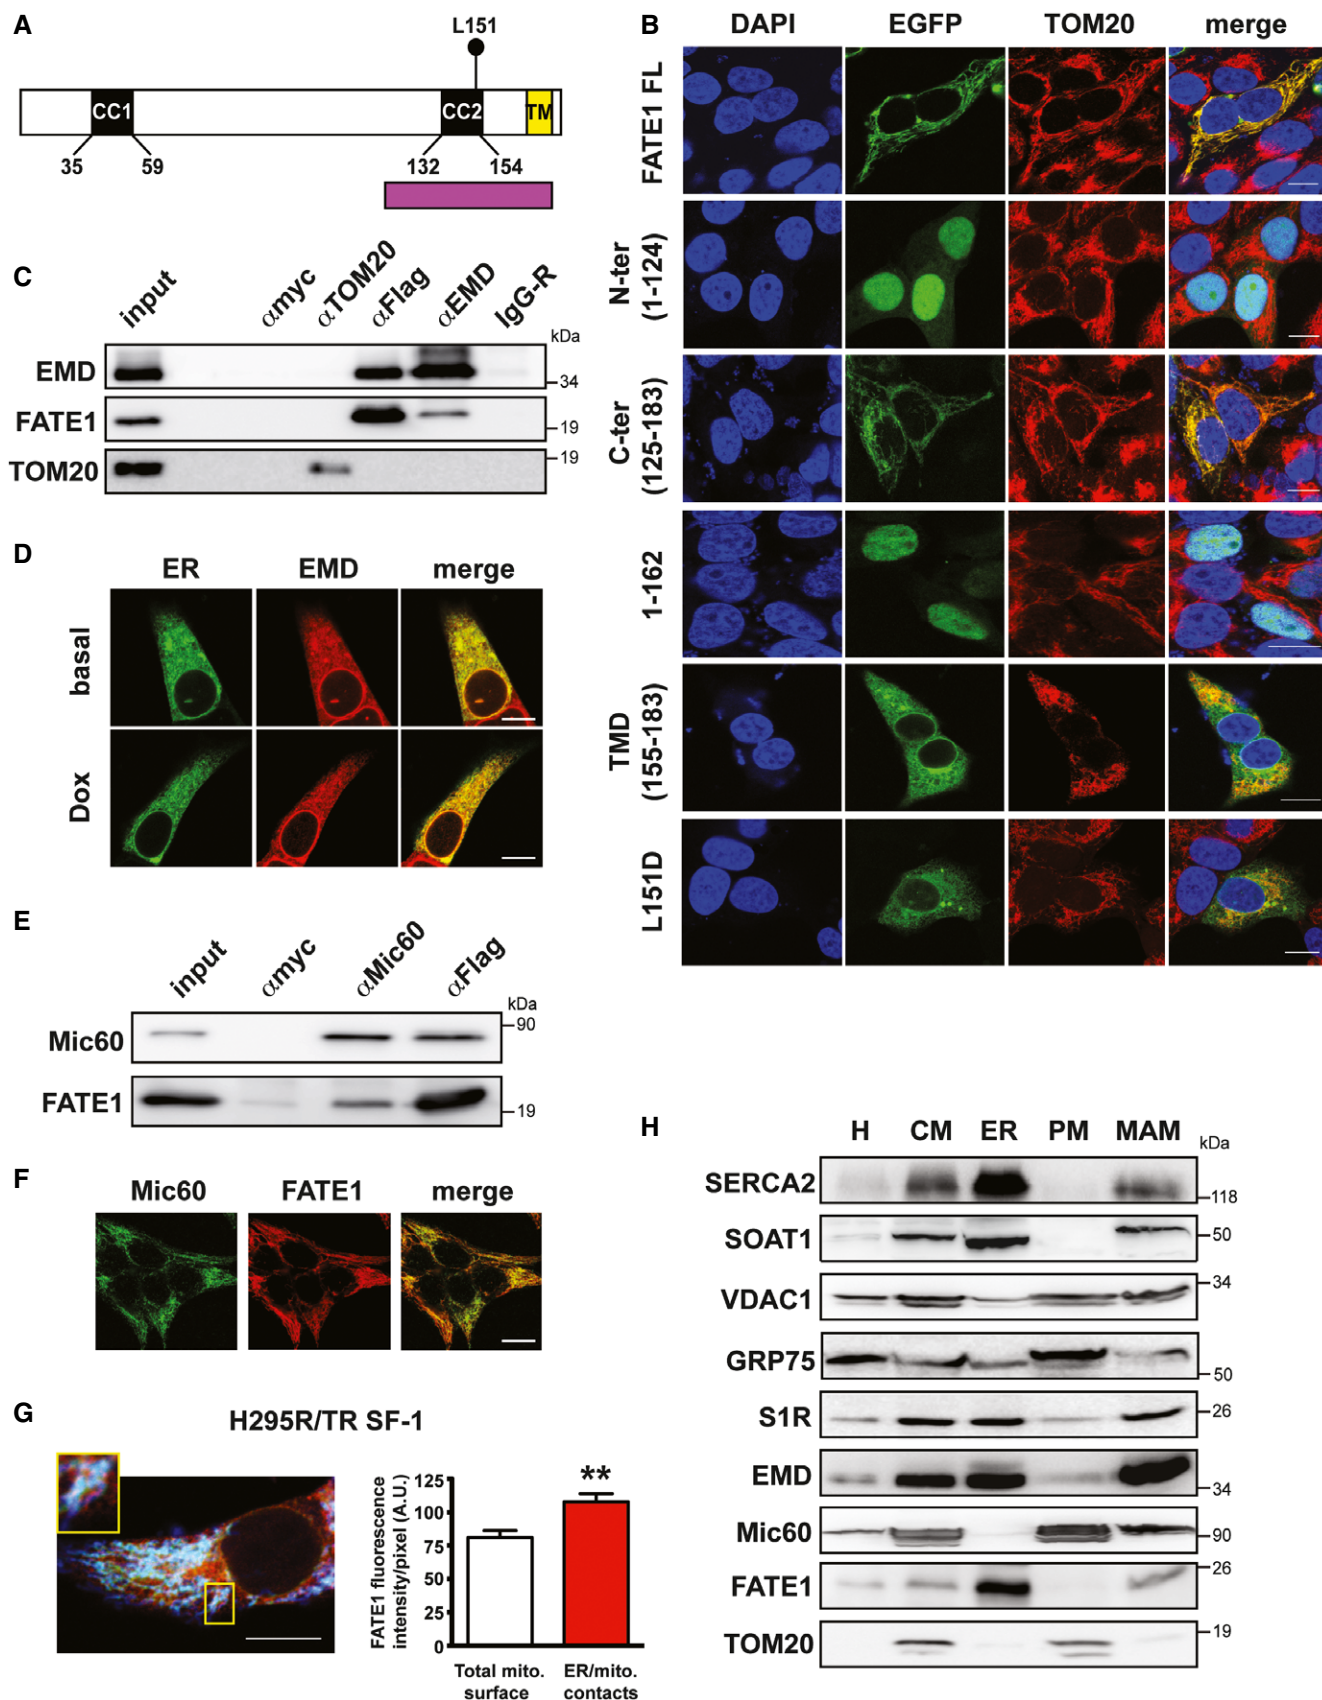 A
L151
CC1
CC2
TM
35
59
132
154
B
DAPI
EGFP
TOM20
merge
FATE1 FL
N-ter
(1-124)
C-ter
(125-183)
1-162
TMD
(155-183)
L151D
C
input
αmyc
αTOM20
αFlag
αEMD
IgG-R
kDa
EMD
34
FATE1
19
TOM20
19
D
ER
EMD
merge
basal
Dox
E
input
αmyc
αMic60
αFlag
kDa
Mic60
90
FATE1
19
F
Mic60
FATE1
merge
G
H295R/TR SF-1
FATE1 fluorescence
intensity/pixel (A.U.)
125
100
75
50
25
0
**
Total mito.
surface
ER/mito.
contacts
H
H
CM
ER
PM
MAM
kDa
SERCA2
118
SOAT1
50
VDAC1
34
GRP75
50
S1R
26
EMD
34
Mic60
90
FATE1
26
TOM20
19